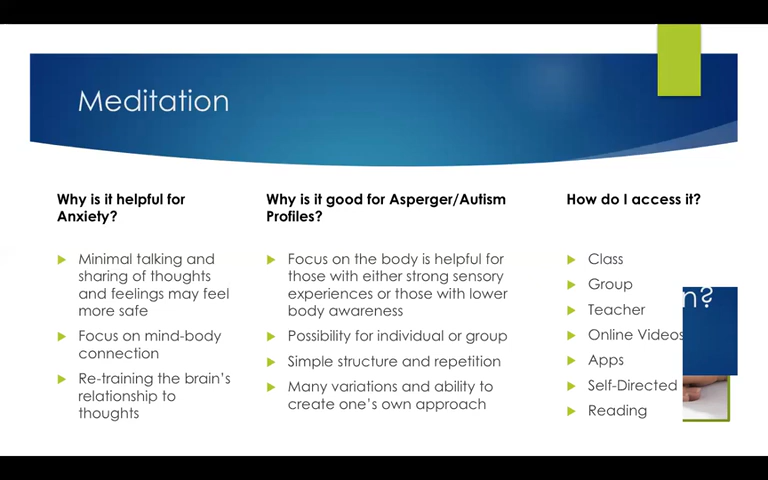 Meditation
Why is it helpful for
Anxiety?
Minimal talking and
sharing of thoughts
and feelings may feel
more safe
Focus on mind-body
connection
Re-training the brain's
relationship to
thoughts
Why is it good for Asperger/Autism
Profiles?
Focus on the body is helpful for
those with either strong sensory
experiences or those with lower
body awareness
Possibility for individual or group
Simple structure and repetition
Many variations and ability to
create one's own approach
How do I access it?
Class
Group
Teacher
Online Videos
Apps
Self-Directed
Reading